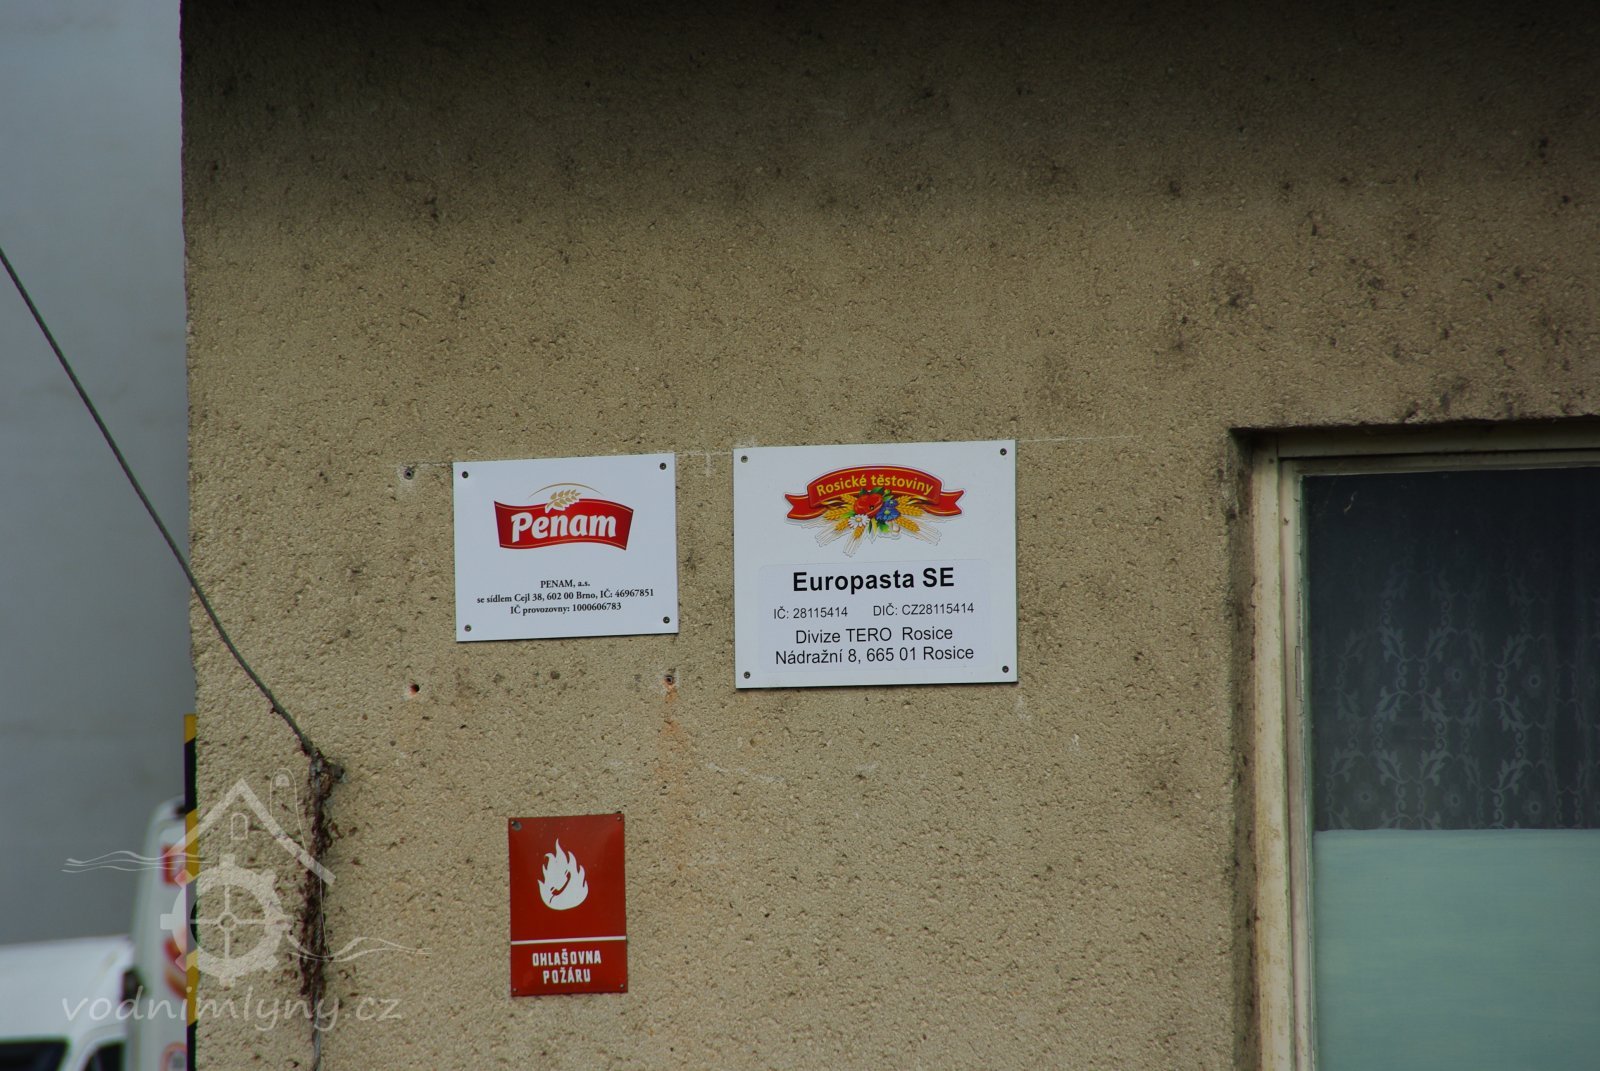 Penam
PENAM, a.s.
se sídlem Cejl 38, 602 00 Brno, IČ: 46967851
IČ provozovny: 1000606783
Rosické těstoviny
Europasta SE
IČ: 28115414 DIČ: CZ28115414
Divize TERO Rosice
Nádražní 8, 665 01 Rosice
OHLAŠOVNA
POŽÁRU
vodnimlyny.cz